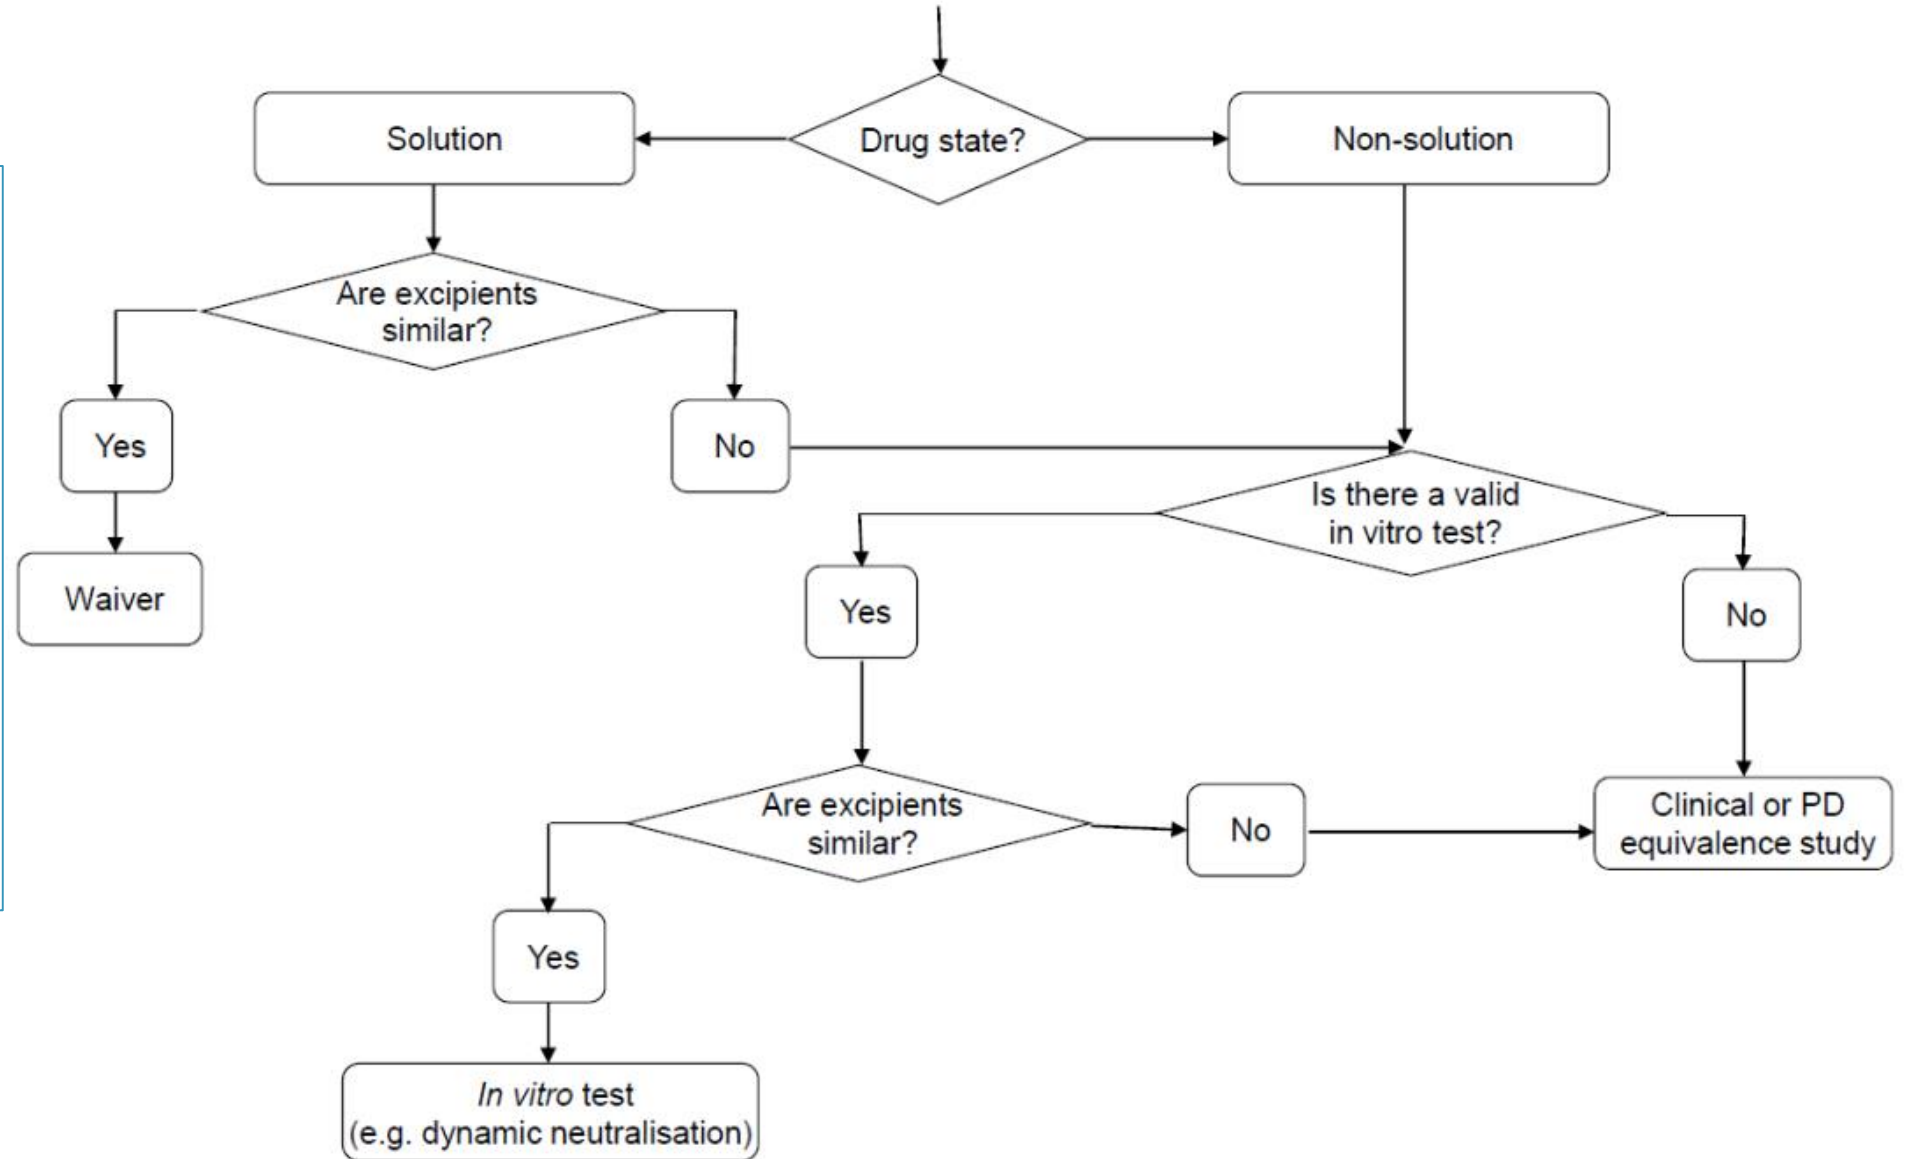 Drug state?
Solution
Non-solution
Are excipients
similar?
Yes
No
Waiver
Is there a valid
in vitro test?
Yes
No
Are excipients
similar?
No
Clinical or PD
equivalence study
Yes
In vitro test
(e.g. dynamic neutralisation)